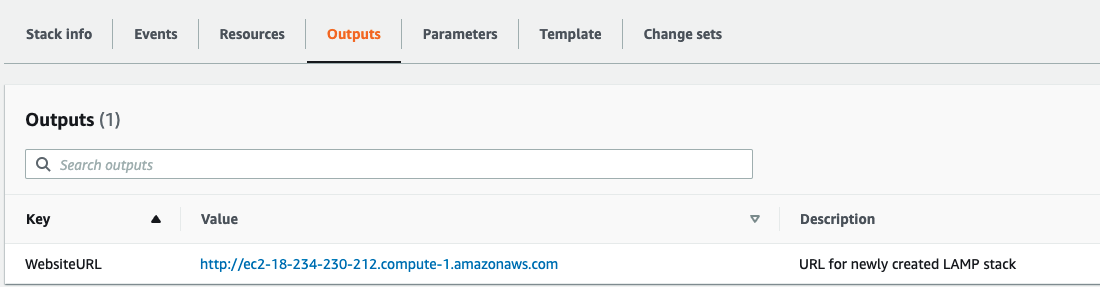 Stack info Events Resources Outputs Parameters Template Change sets
Outputs (1)
Search outputs
Key Value Description
WebsiteURL http://ec2-18-234-230-212.compute-1.amazonaws.com URL for newly created LAMP stack